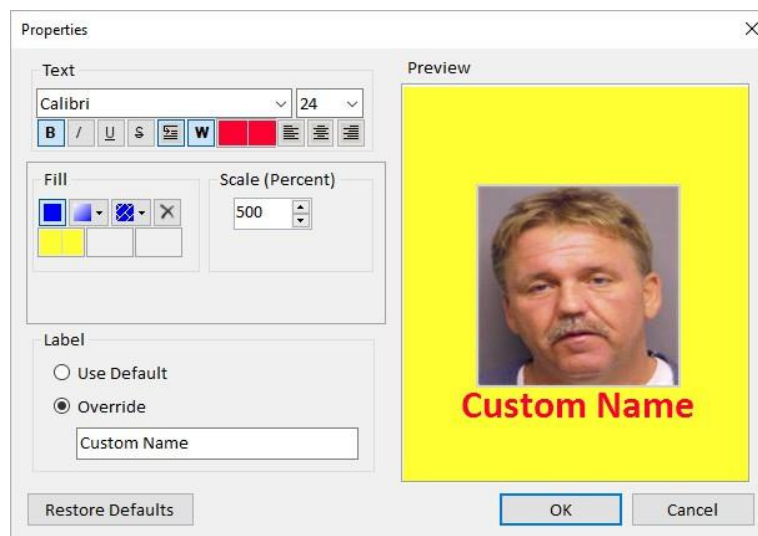 Properties
Text
Calibri 24
B I U S W
Fill
Scale (Percent)
500
Label
Use Default
Override
Custom Name
Preview
Custom Name
Restore Defaults
OK
Cancel